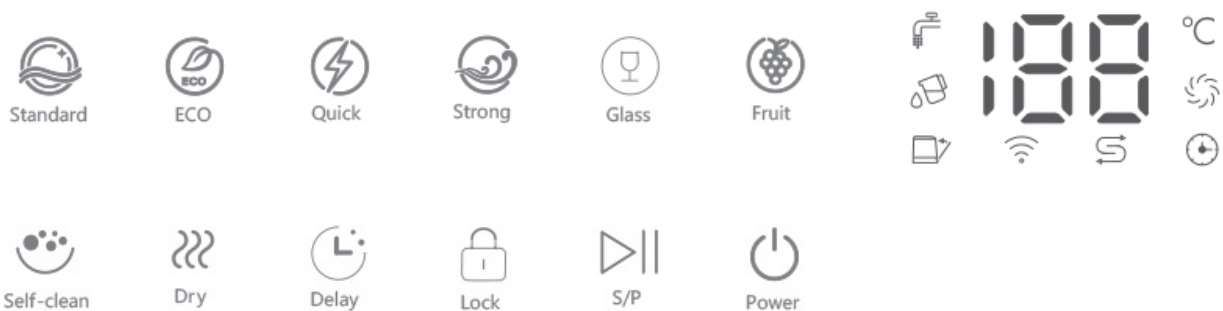 188
°C
ECO
Standard
ECO
Quick
Strong
Glass
Fruit
Self-clean
Dry
Delay
Lock
S/P
Power